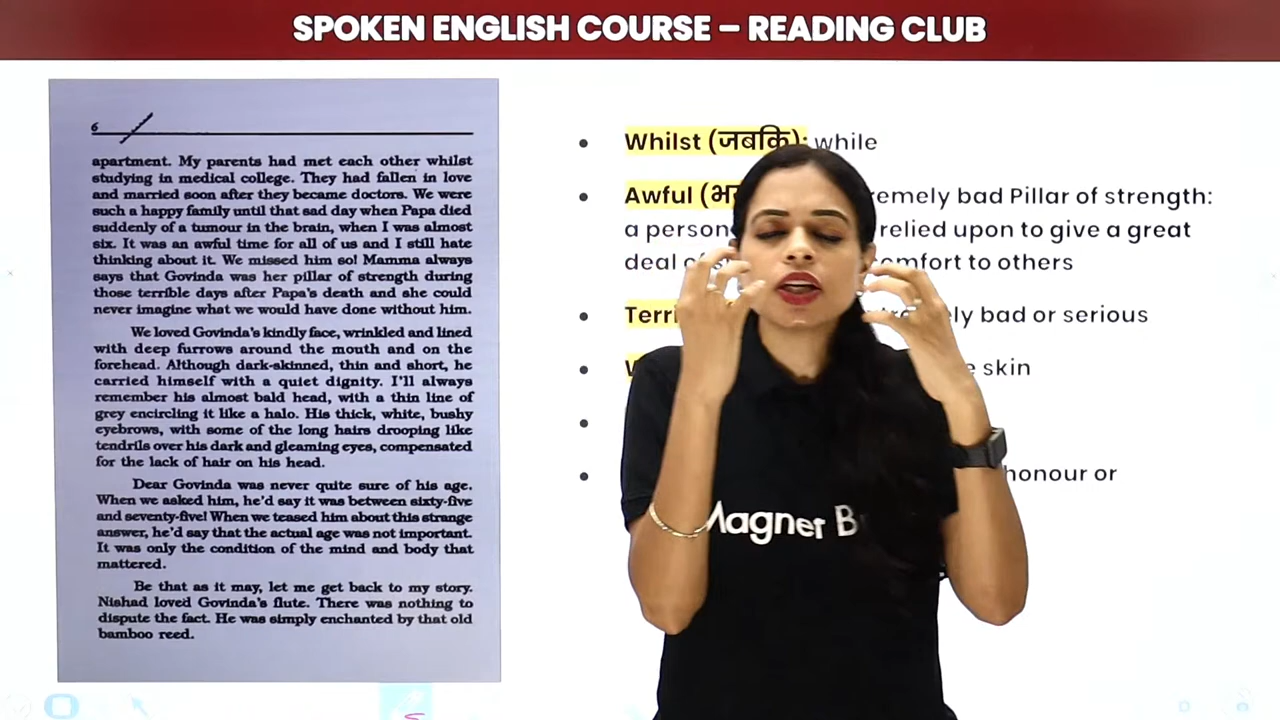 SPOKEN ENGLISH COURSE – READING CLUB
6
apartment. My parents had met each other whilst
studying in medical college. They had fallen in love
and married soon after they became doctors. We were
such a happy family until that sad day when Papa died
suddenly of a tumour in the brain, when I was almost
six. It was an awful time for all of us and I still hate
thinking about it. We missed him so! Mamma always
says that Govinda was her pillar of strength during
those terrible days after Papa's death and she could
never imagine what we would have done without him.
We loved Govinda's kindly face, wrinkled and lined
with deep furrows around the mouth and on the
forehead. Although dark-skinned, thin and short, he
carried himself with a quiet dignity. I'll always
remember his almost bald head, with a thin line of
grey encircling it like a halo. His thick, white, bushy
eyebrows, with some of the long hairs drooping like
tendrils over his dark and gleaming eyes, compensated
for the lack of hair on his head.
Dear Govinda was never quite sure of his age.
When we asked him, he'd say it was between sixty-five
and seventy-five! When we teased him about this strange
answer, he'd say that the actual age was not important.
It was only the condition of the mind and body that
mattered.
Be that as it may, let me get back to my story.
Nishad loved Govinda's flute. There was nothing to
dispute the fact. He was simply enchanted by that old
bamboo reed.
• Whilst (जबकि): while
• Awful bad Pillar of strength:
a relied upon to give a great
deal to others
• bad or serious
• skin
•
• honour or
Magnet